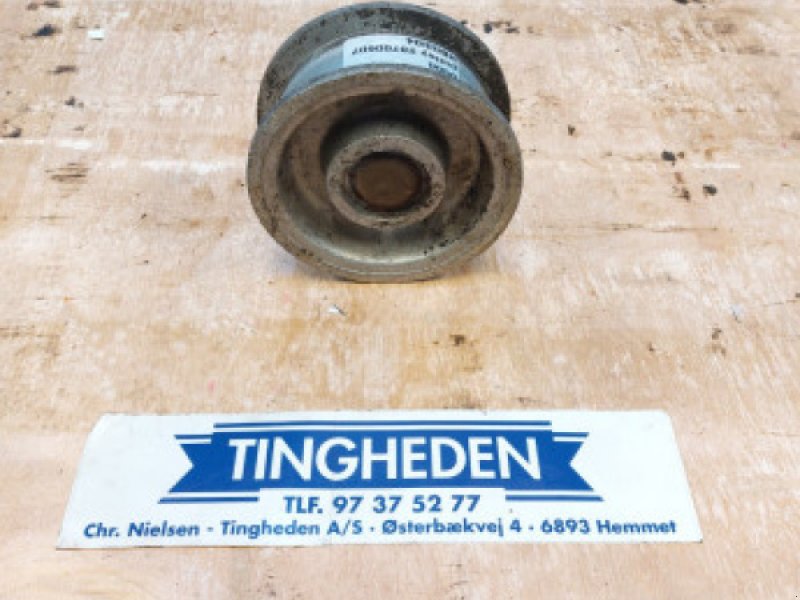 TINGHEDEN
TLF. 97 37 52 77
Chr. Nielsen - Tingheden A/S - Østerbækvej 4 - 6893 Hemmet